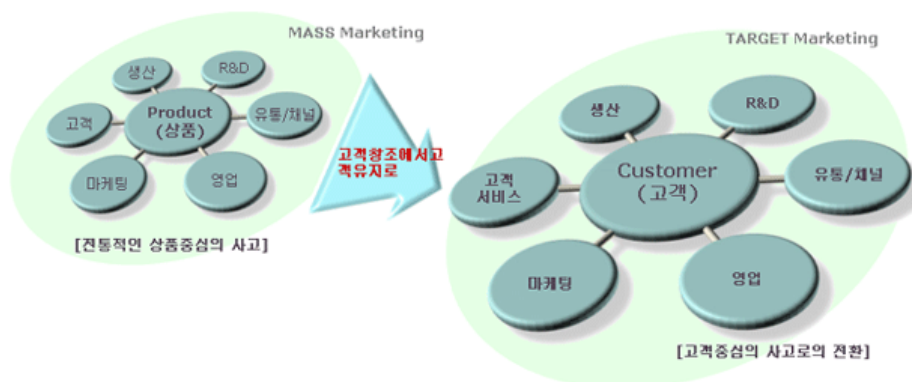 MASS Marketing
생산
R&D
고객
Product
(상품)
유통/채널
마케팅
영업
[전통적인 상품중심의 사고]
고객창조에서고
객유지로
TARGET Marketing
생산
R&D
고객
서비스
Customer
(고객)
유통/채널
마케팅
영업
[고객중심의 사고로의 전환]